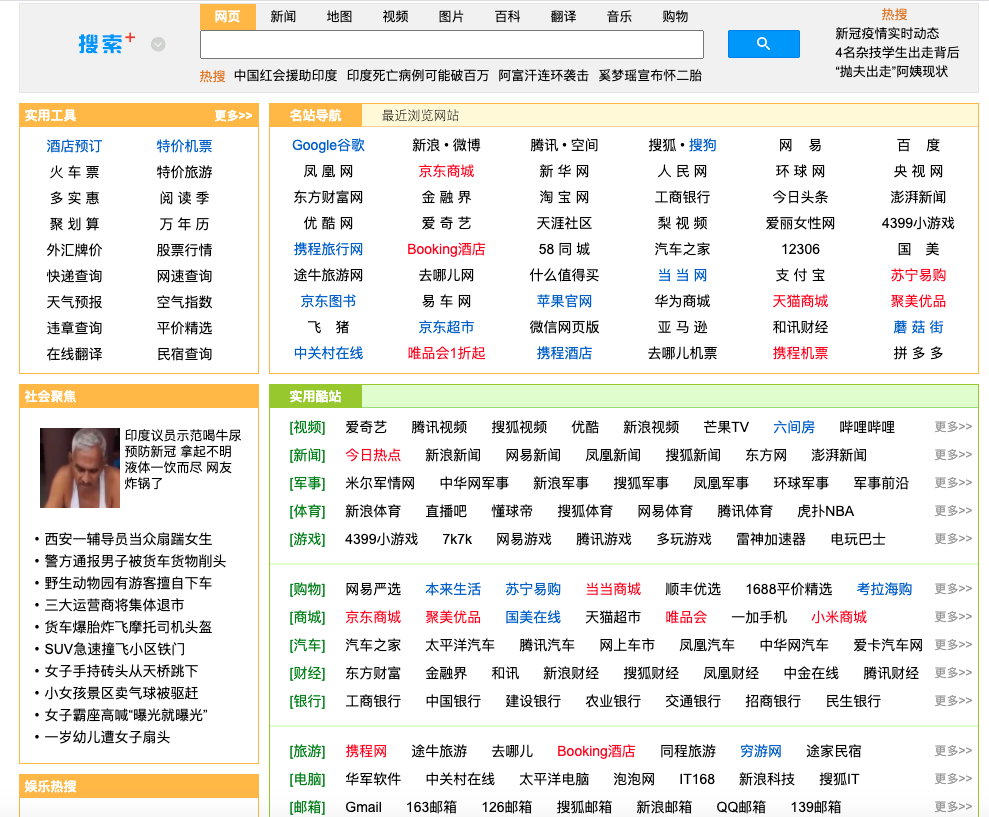 网页 新闻 地图 视频 图片 百科 翻译 音乐 购物
搜索+
热搜 中国红会援助印度 印度死亡病例可能破百万 阿富汗连环袭击 奚梦瑶宣布怀二胎
热搜
新冠疫情实时动态
4名杂技学生出走背后
“抛夫出走”阿姨现状
实用工具 更多>>
酒店预订 特价机票
火 车 票 特价旅游
多 实 惠 阅 读 季
聚 划 算 万 年 历
外汇牌价 股票行情
快递查询 网速查询
天气预报 空气指数
违章查询 平价精选
在线翻译 民宿查询
名站导航 最近浏览网站
Google谷歌 新浪 • 微博 腾讯 • 空间 搜狐 • 搜狗 网 易 百 度
凤 凰 网 京东商城 新 华 网 人 民 网 环 球 网 央 视 网
东方财富网 金 融 界 淘 宝 网 工商银行 今日头条 澎湃新闻
优 酷 网 爱 奇 艺 天涯社区 梨 视 频 爱丽女性网 4399小游戏
携程旅行网 Booking酒店 58 同 城 汽车之家 12306 国 美
途牛旅游网 去哪儿网 什么值得买 当 当 网 支 付 宝 苏宁易购
京东图书 易 车 网 苹果官网 华为商城 天猫商城 聚美优品
飞 猪 京东超市 微信网页版 亚 马 逊 和讯财经 蘑 菇 街
中关村在线 唯品会1折起 携程酒店 去哪儿机票 携程机票 拼 多 多
社会聚焦
印度议员示范喝牛尿
预防新冠 拿起不明
液体一饮而尽 网友
炸锅了
• 西安一辅导员当众扇踹女生
• 警方通报男子被货车货物削头
• 野生动物园有游客擅自下车
• 三大运营商将集体退市
• 货车爆胎炸飞摩托司机头盔
• SUV急速撞飞小区铁门
• 女子手持砖头从天桥跳下
• 小女孩景区卖气球被驱赶
• 女子霸座高喊“曝光就曝光”
• 一岁幼儿遭女子扇头
娱乐热搜
实用酷站
[视频] 爱奇艺 腾讯视频 搜狐视频 优酷 新浪视频 芒果TV 六间房 哔哩哔哩 更多>>
[新闻] 今日热点 新浪新闻 网易新闻 凤凰新闻 搜狐新闻 东方网 澎湃新闻 更多>>
[军事] 米尔军情网 中华网军事 新浪军事 搜狐军事 凤凰军事 环球军事 军事前沿 更多>>
[体育] 新浪体育 直播吧 懂球帝 搜狐体育 网易体育 腾讯体育 虎扑NBA 更多>>
[游戏] 4399小游戏 7k7k 网易游戏 腾讯游戏 多玩游戏 雷神加速器 电玩巴士 更多>>
[购物] 网易严选 本来生活 苏宁易购 当当商城 顺丰优选 1688平价精选 考拉海购 更多>>
[商城] 京东商城 聚美优品 国美在线 天猫超市 唯品会 一加手机 小米商城 更多>>
[汽车] 汽车之家 太平洋汽车 腾讯汽车 网上车市 凤凰汽车 中华网汽车 爱卡汽车网 更多>>
[财经] 东方财富 金融界 和讯 新浪财经 搜狐财经 凤凰财经 中金在线 腾讯财经 更多>>
[银行] 工商银行 中国银行 建设银行 农业银行 交通银行 招商银行 民生银行 更多>>
[旅游] 携程网 途牛旅游 去哪儿 Booking酒店 同程旅游 穷游网 途家民宿 更多>>
[电脑] 华军软件 中关村在线 太平洋电脑 泡泡网 IT168 新浪科技 搜狐IT 更多>>
[邮箱] Gmail 163邮箱 126邮箱 搜狐邮箱 新浪邮箱 QQ邮箱 139邮箱 更多>>